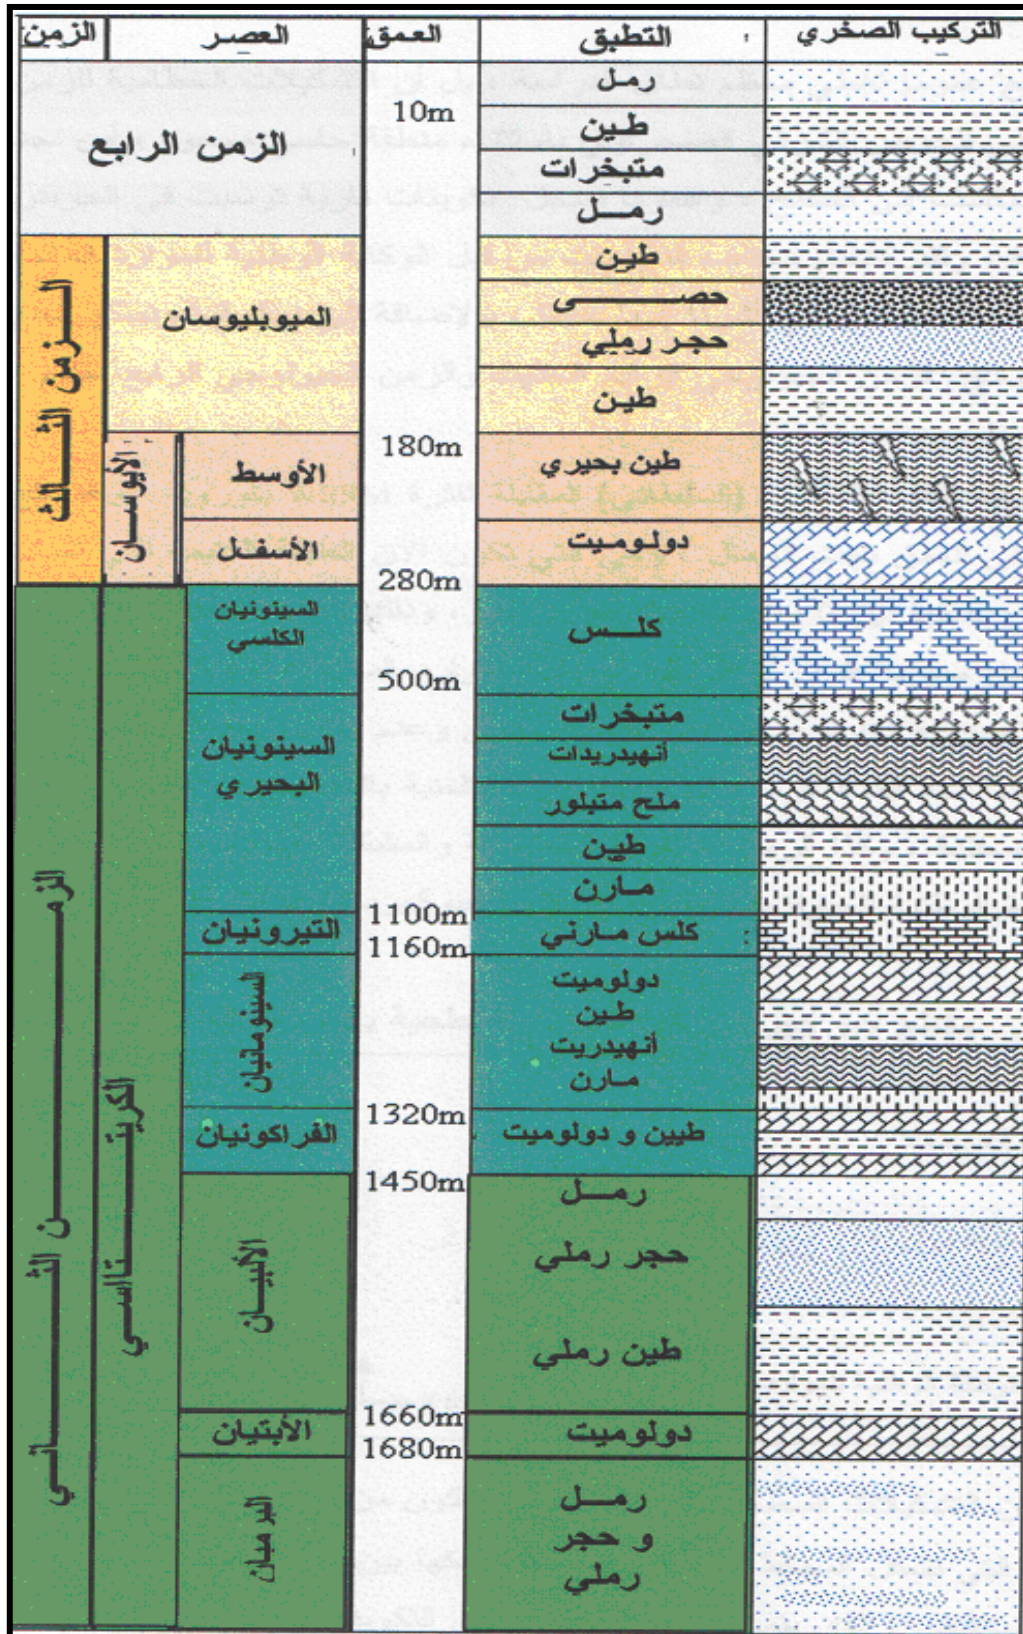 الزمن العصر العمق التطبق التركيب الصخري
رمل
10m
طين
الزمن الرابع
متبخرات
رمل
الزمن الثالث
الميوبليوسان
طين
حصى
حجر رملي
طين
180m
الأيوسان
الأوسط
طين بحيري
الأسفل
دولوميت
280m
الزمن الثاني
الكريتاسي
السينونيان
الكلسي
كلس
500m
السينونيان
البحيري
متبخرات
أنهيدريدات
ملح متبلور
طين
مارن
1100m
التيرونيان
كلس مارني
1160m
السينومانيان
دولوميت
طين
أنهيدريت
مارن
1320m
الفراكونيان
طيين و دولوميت
1450m
الألبيان
رمل
حجر رملي
طين رملي
1660m
الأبتيان
دولوميت
1680m
البرميان
رمل
و حجر
رملي